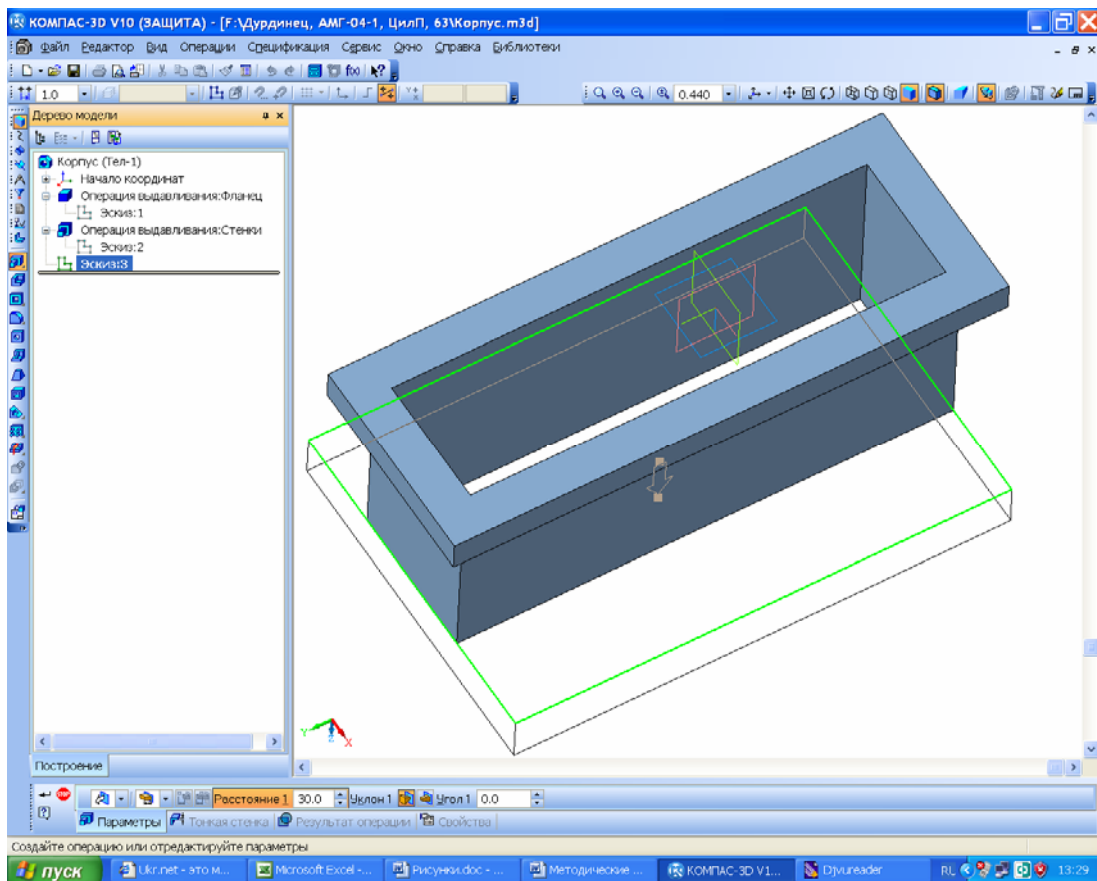 КОМПАС-3D V10 (ЗАЩИТА) - [F:\Дурдинец, АМГ-04-1, ЦилП, 63\Корпус.m3d]
Файл Редактор Вид Операции Спецификация Сервис Окно Справка Библиотеки
1.0 0.440
Дерево модели
Корпус (Тел-1)
Начало координат
Операция выдавливания:Фланец
Эскиз:1
Операция выдавливания:Стенки
Эскиз:2
Эскиз:3
Y Z X
Построение
Расстояние 1 30.0 Уклон 1 Угол 1 0.0
Параметры Тонкая стенка Результат операции Свойства
Создайте операцию или отредактируйте параметры
пуск Ukr.net - это м... Microsoft Excel -... Рисунки.doc - ... Методические ... КОМПАС-3D V1... Djvureader RL 13:29